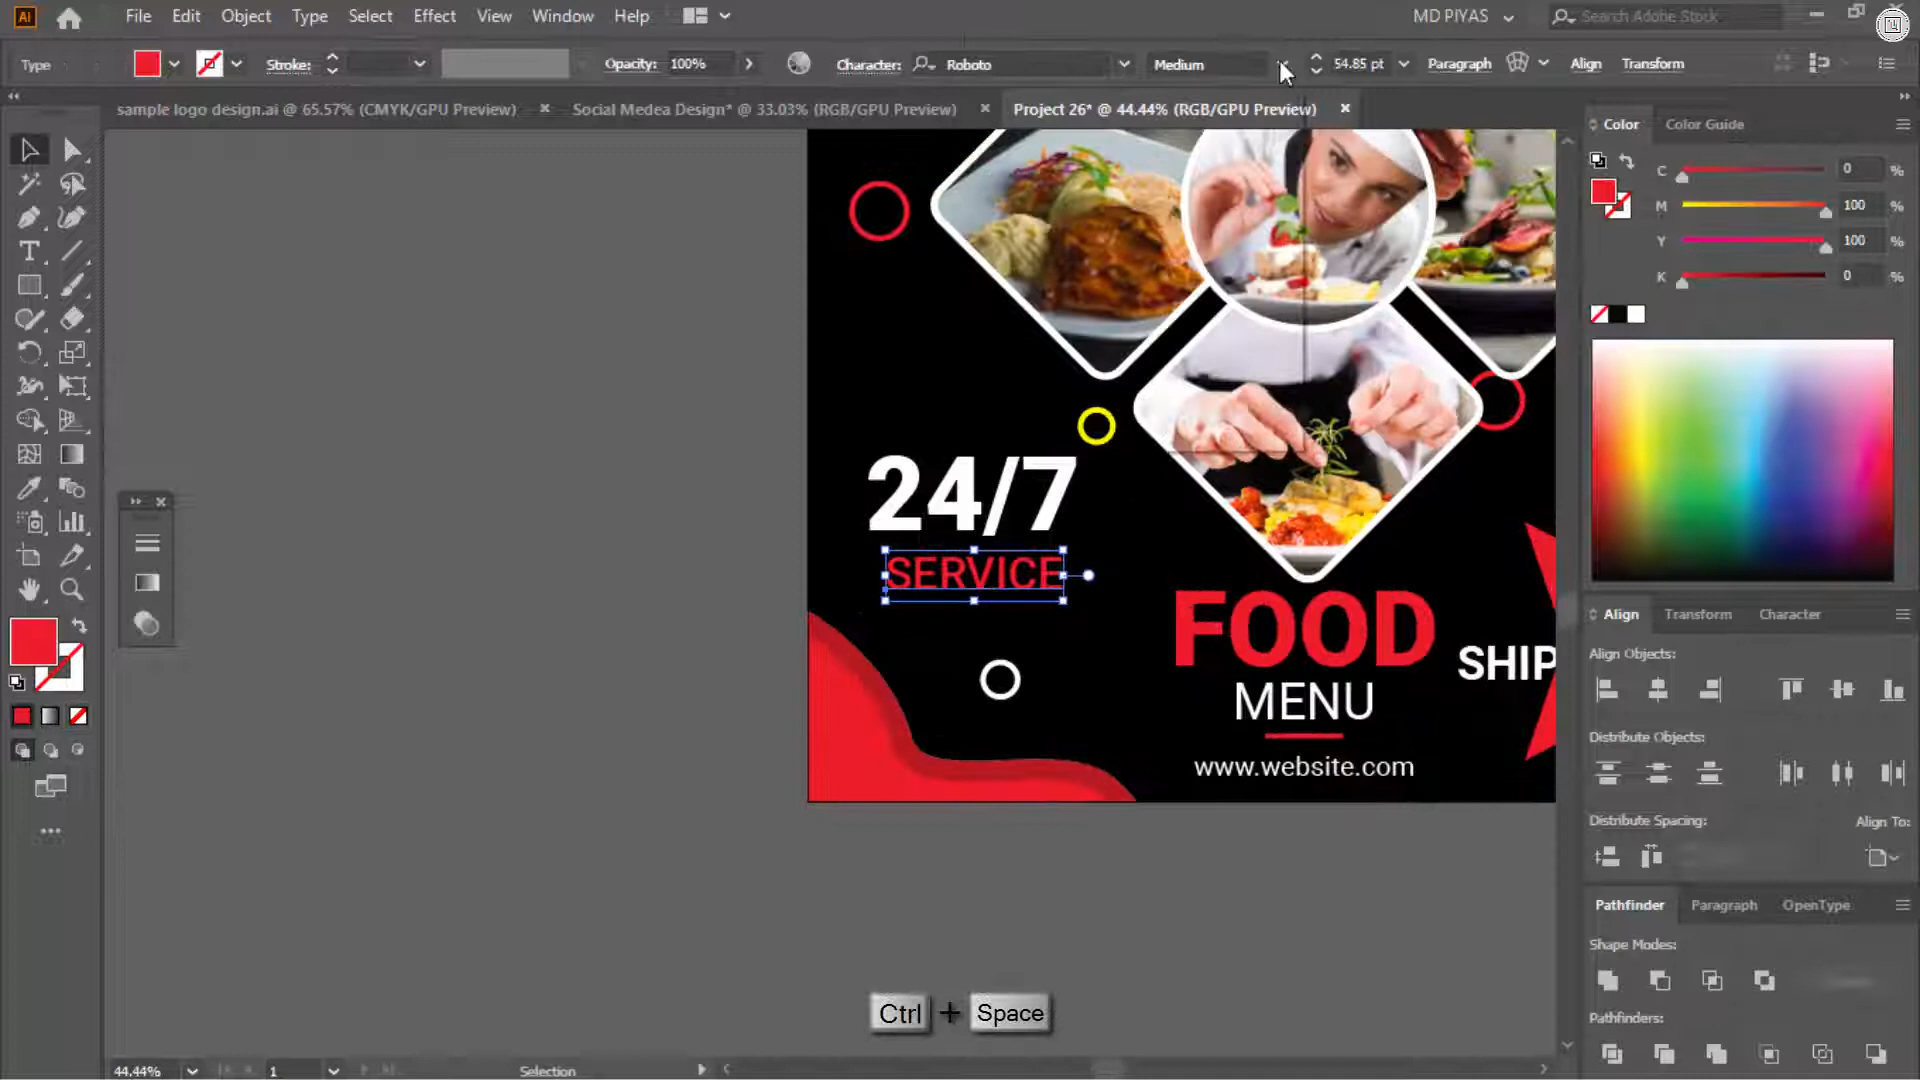 Ai File Edit Object Type Select Effect View Window Help MD PIYAS Search Adobe Stock
Type Stroke: Opacity: 100% Character: Roboto Medium 54.85 pt Paragraph Align Transform
sample logo design.ai @ 65.57% (CMYK/GPU Preview) Social Medea Design* @ 33.03% (RGB/GPU Preview) Project 26* @ 44.44% (RGB/GPU Preview)
Color Color Guide
C 0 %
M 100 %
Y 100 %
K 0 %
24/7
SERVICE
FOOD
MENU
SHIP
www.website.com
Align Transform Character
Align Objects:
Distribute Objects:
Distribute Spacing: Align To:
Pathfinder Paragraph OpenType
Shape Modes:
Pathfinders:
Ctrl + Space
44.44% 1 Selection